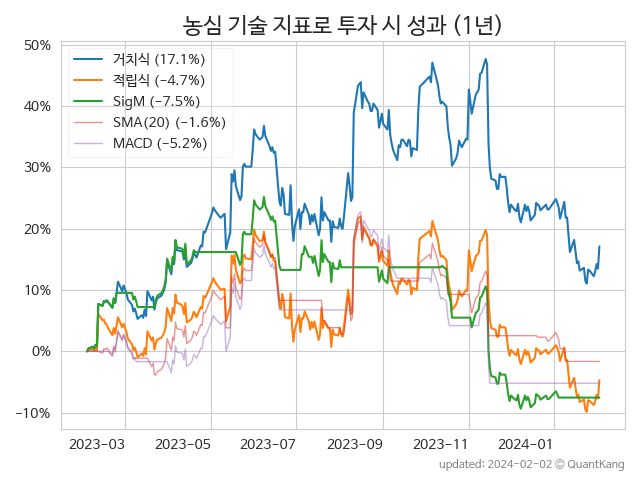 농심 기술 지표로 투자 시 성과 (1년)
50%
40%
30%
20%
10%
0%
−10%
거치식 (17.1%)
적립식 (−4.7%)
SigM (−7.5%)
SMA(20) (−1.6%)
MACD (−5.2%)
2023-03 2023-05 2023-07 2023-09 2023-11 2024-01
updated: 2024-02-02 © QuantKang